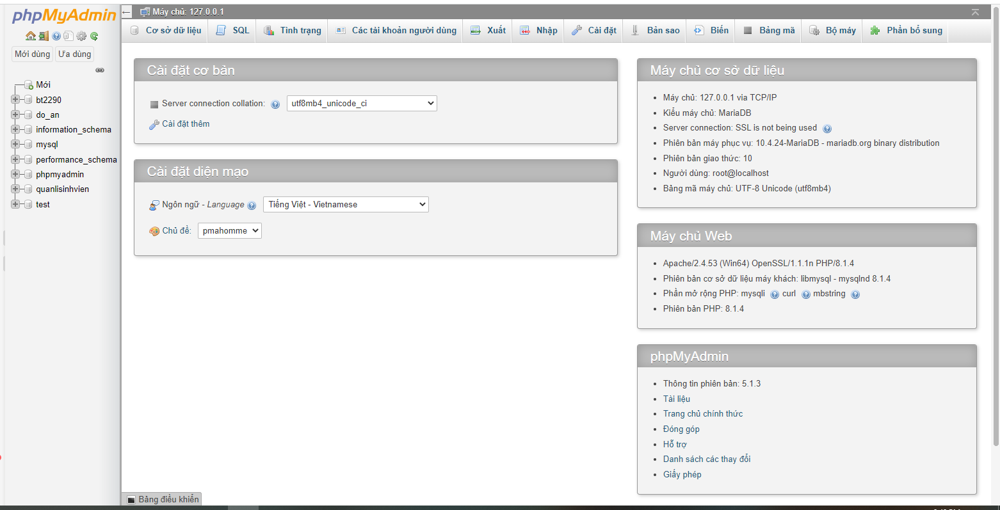 phpMyAdmin
Mới dùng Ưa dùng
Mới
bt2290
do_an
information_schema
mysql
performance_schema
phpmyadmin
quanlisinhvien
test
Máy chủ: 127.0.0.1
Cơ sở dữ liệu SQL Tình trạng Các tài khoản người dùng Xuất Nhập Cài đặt Bản sao Biến Bảng mã Bộ máy Phần bổ sung
Cài đặt cơ bản
Server connection collation: utf8mb4_unicode_ci
Cài đặt thêm
Cài đặt diện mạo
Ngôn ngữ - Language Tiếng Việt - Vietnamese
Chủ đề: pmahomme
Máy chủ cơ sở dữ liệu
Máy chủ: 127.0.0.1 via TCP/IP
Kiểu máy chủ: MariaDB
Server connection: SSL is not being used
Phiên bản máy phục vụ: 10.4.24-MariaDB - mariadb.org binary distribution
Phiên bản giao thức: 10
Người dùng: root@localhost
Bảng mã máy chủ: UTF-8 Unicode (utf8mb4)
Máy chủ Web
Apache/2.4.53 (Win64) OpenSSL/1.1.1n PHP/8.1.4
Phiên bản cơ sở dữ liệu máy khách: libmysql - mysqlnd 8.1.4
Phần mở rộng PHP: mysqli curl mbstring
Phiên bản PHP: 8.1.4
phpMyAdmin
Thông tin phiên bản: 5.1.3
Tài liệu
Trang chủ chính thức
Đóng góp
Hỗ trợ
Danh sách các thay đổi
Giấy phép
Bảng điều khiển